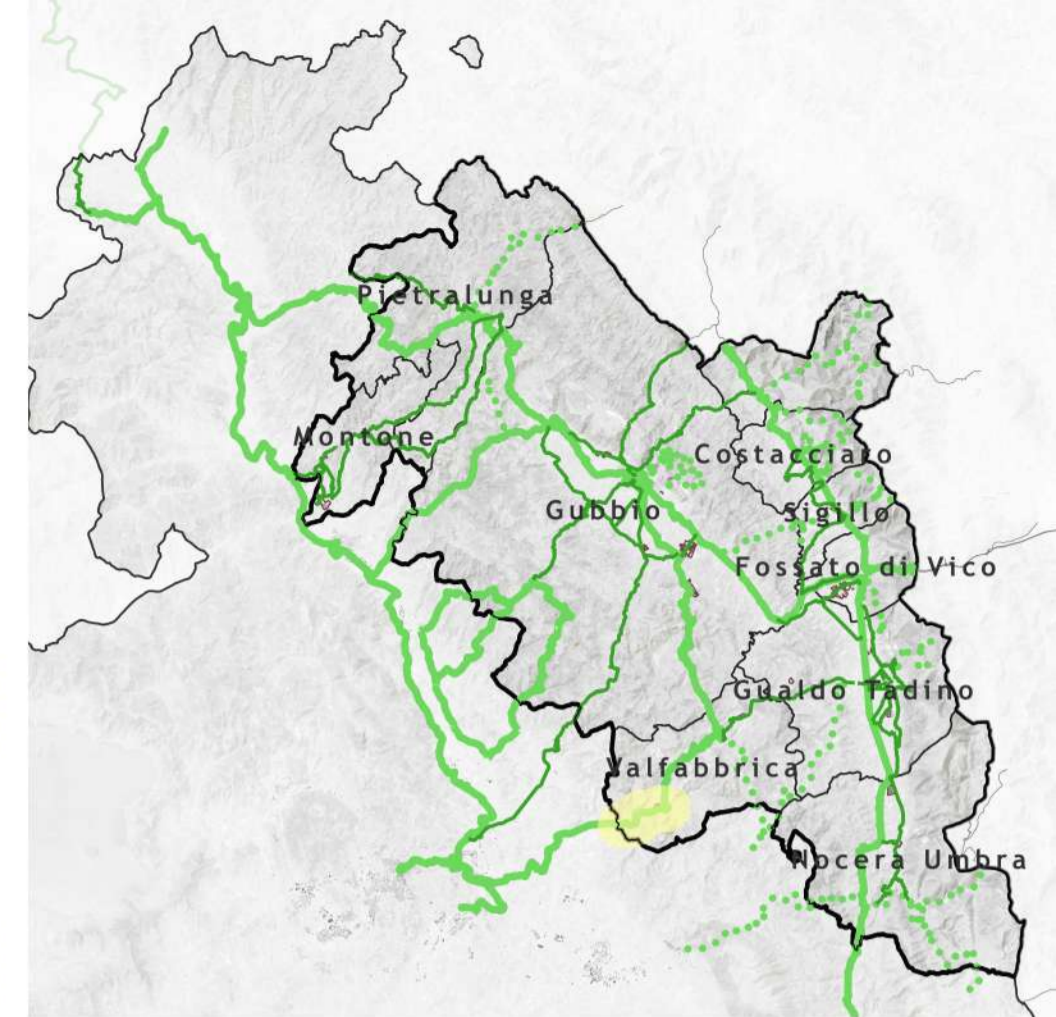 Pietralunga
Montone
Costacciaro
Gubbio
Sigillo
Fossato di Vico
Gualdo Tadino
Valfabbrica
Nocera Umbra